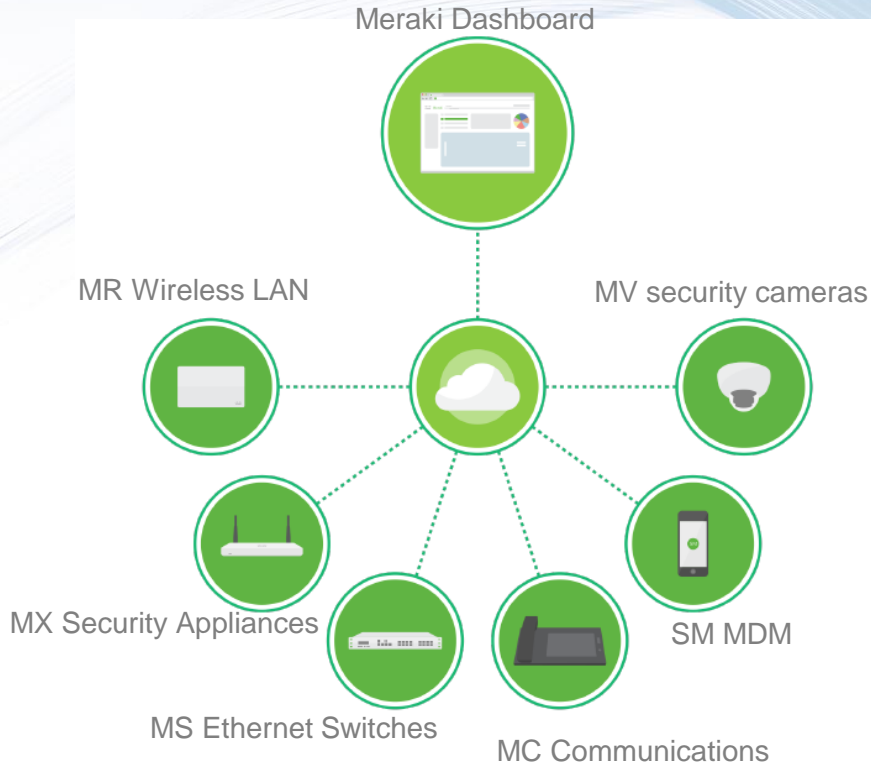 Meraki Dashboard
MR Wireless LAN
MV security cameras
MX Security Appliances
SM MDM
MS Ethernet Switches
MC Communications